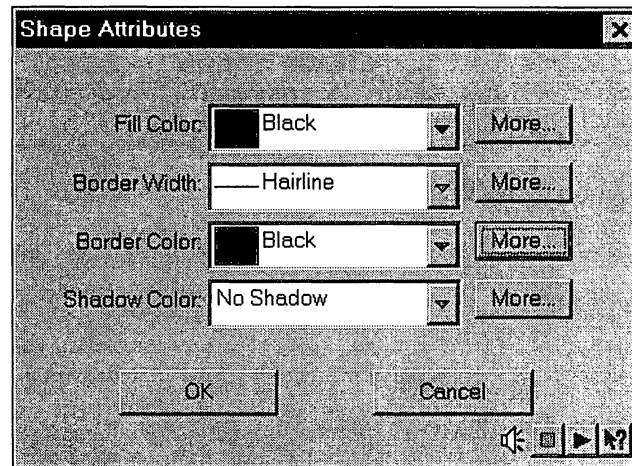 Shape Attributes
Fill Color: Black More...
Border Width: Hairline More...
Border Color: Black More...
Shadow Color: No Shadow More...
OK Cancel
?